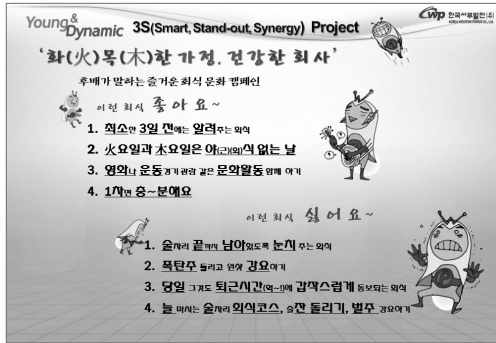 Young& Dynamic 3S(Smart, Stand-out, Synergy) Project
WP 한국서부발전(주)
KOREA WESTERN POWER CO., LTD
‘화(火)목(木)한 가정, 건강한 회사’
후배가 말하는 즐거운 회식 문화 캠페인
이런 회식 좋아요~
1. 최소한 3일 전에는 알려주는 회식
2. 火요일과 木요일은 야(근)(회)식 없는 날
3. 영화나 운동경기 관람 같은 문화활동 함께 하기
4. 1차면 충~분해요
이런 회식 싫어요~
1. 술자리 끝까지 남아있도록 눈치 주는 회식
2. 폭탄주 돌리고 원샷 강요하기
3. 당일 그것도 퇴근시간(헉~!)에 갑작스럽게 통보되는 회식
4. 늘 마시는 술자리 회식코스, 술잔 돌리기, 벌주 강요하기